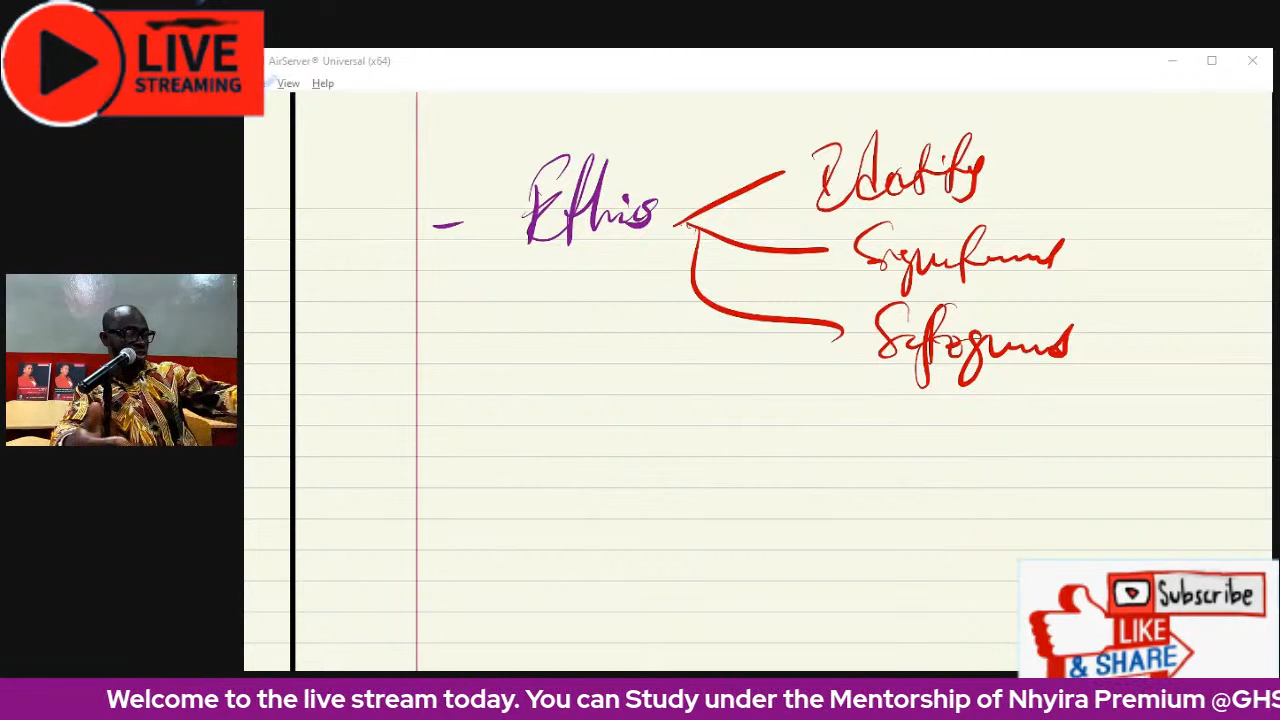 LIVE
STREAMING
AirServer® Universal (x64)
View Help
- Ethics
Identify
Significance
Safeguards
Subscribe
LIKE
& SHARE
Welcome to the live stream today. You can Study under the Mentorship of Nhyira Premium @GHS